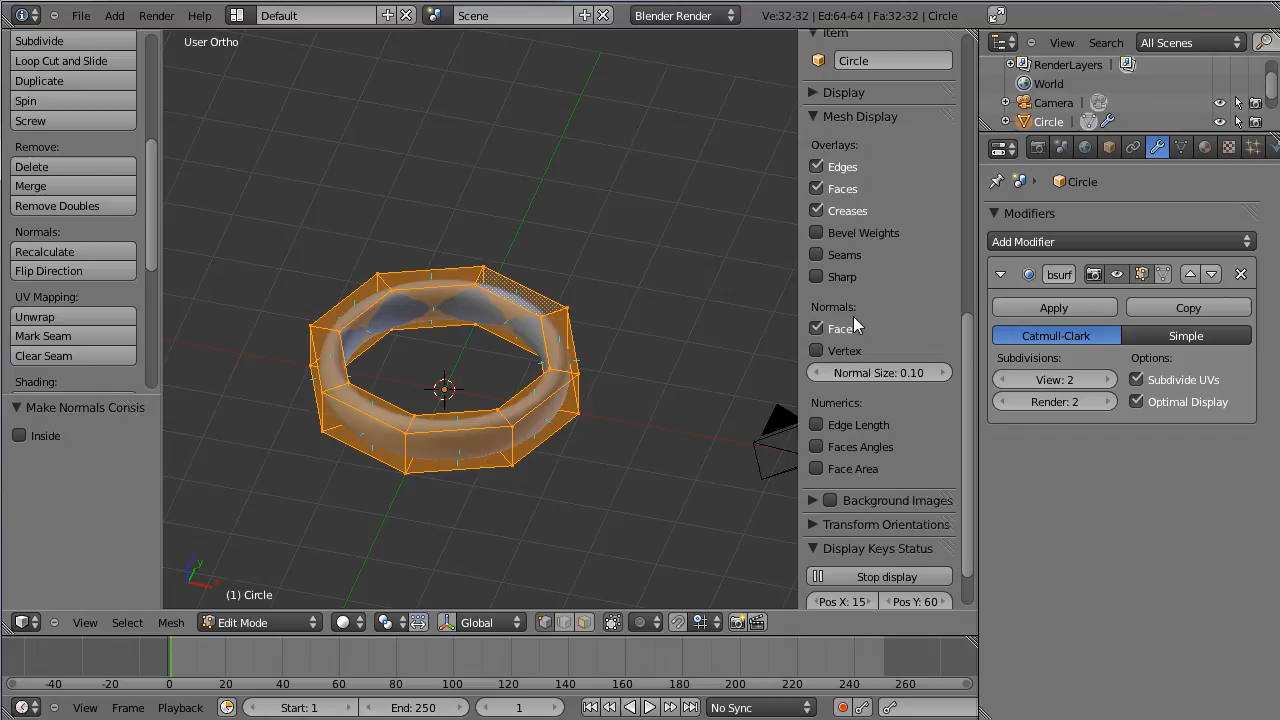 File Add Render Help Default Scene Blender Render Ve:32-32 | Ed:64-64 | Fa:32-32 | Circle
Subdivide
Loop Cut and Slide
Duplicate
Spin
Screw
Remove:
Delete
Merge
Remove Doubles
Normals:
Recalculate
Flip Direction
UV Mapping:
Unwrap
Mark Seam
Clear Seam
Shading:
Make Normals Consis
Inside
User Ortho
y
x
(1) Circle
Item
Circle
Display
Mesh Display
Overlays:
Edges
Faces
Creases
Bevel Weights
Seams
Sharp
Normals:
Face
Vertex
Normal Size: 0.10
Numerics:
Edge Length
Faces Angles
Face Area
Background Images
Transform Orientations
Display Keys Status
Stop display
Pos X: 15 Pos Y: 60
View Search All Scenes
RenderLayers
World
Camera
Circle
Circle
Modifiers
Add Modifier
bsurf
Apply Copy
Catmull-Clark Simple
Subdivisions: Options:
View: 2 Subdivide UVs
Render: 2 Optimal Display
View Select Mesh Edit Mode Global
-40 -20 0 20 40 60 80 100 120 140 160 180 200 220 240 260
View Frame Playback Start: 1 End: 250 1 No Sync